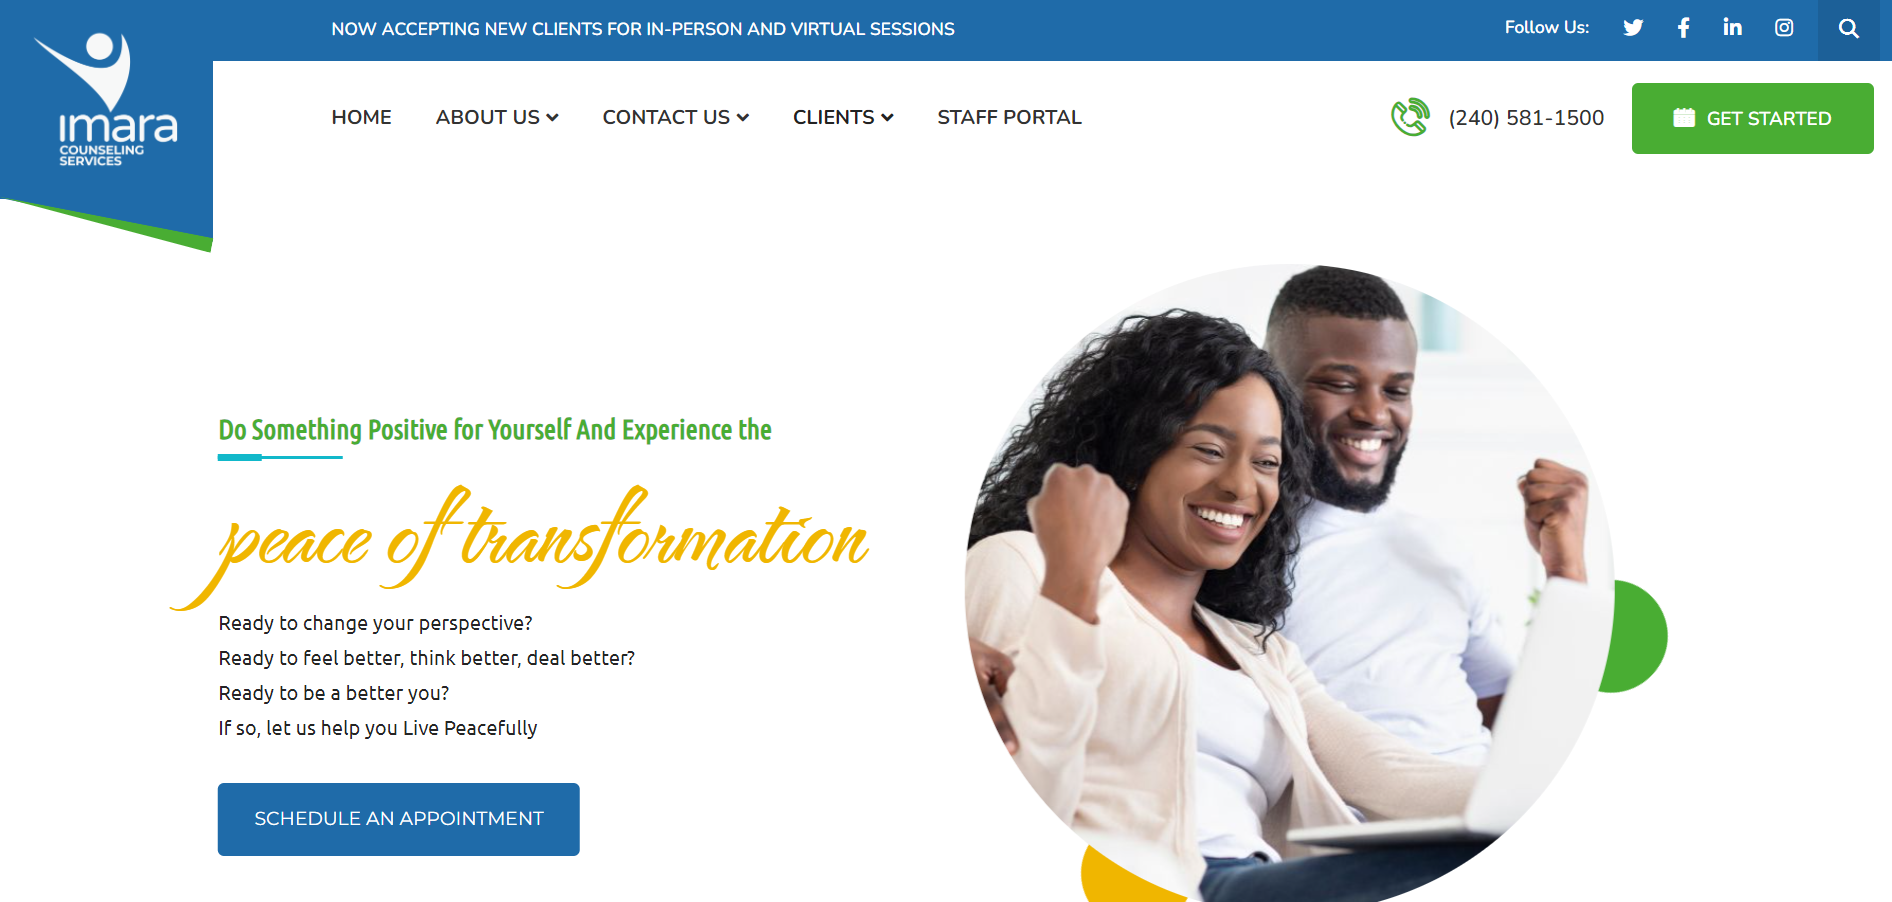 NOW ACCEPTING NEW CLIENTS FOR IN-PERSON AND VIRTUAL SESSIONS
Follow Us:
imara
COUNSELING
SERVICES
HOME
ABOUT US
CONTACT US
CLIENTS
STAFF PORTAL
(240) 581-1500
GET STARTED
Do Something Positive for Yourself And Experience the
peace of transformation
Ready to change your perspective?
Ready to feel better, think better, deal better?
Ready to be a better you?
If so, let us help you Live Peacefully
SCHEDULE AN APPOINTMENT